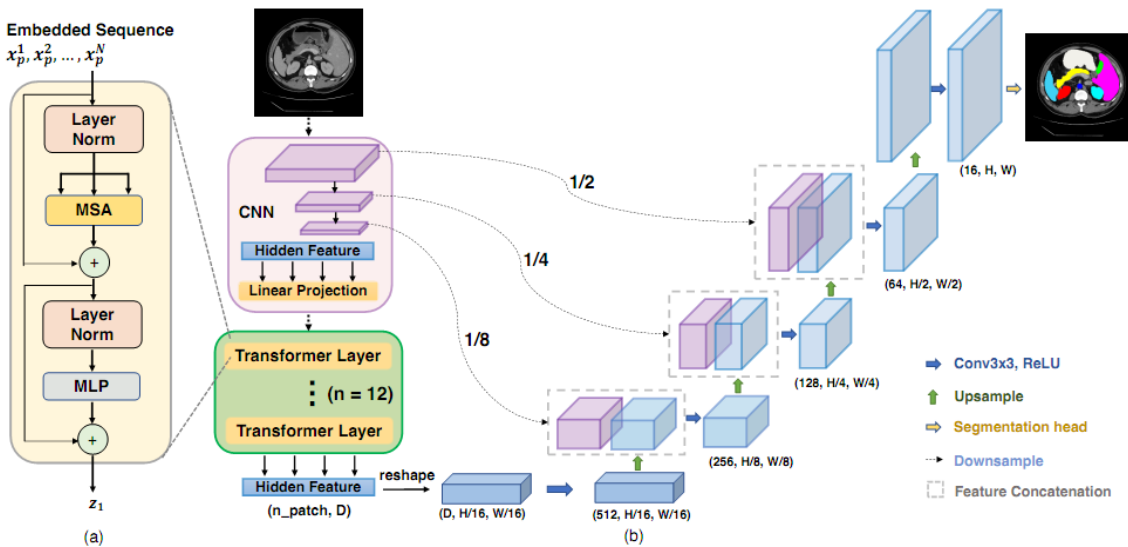 Embedded Sequence
x_p^1, x_p^2, ... , x_p^N
Layer
Norm
MSA
+
Layer
Norm
MLP
+
z_1
(a)
CNN
Hidden Feature
Linear Projection
Transformer Layer
(n = 12)
Transformer Layer
Hidden Feature
(n_patch, D)
reshape
1/2
1/4
1/8
(D, H/16, W/16)
(512, H/16, W/16)
(256, H/8, W/8)
(128, H/4, W/4)
(64, H/2, W/2)
(16, H, W)
(b)
Conv3x3, ReLU
Upsample
Segmentation head
Downsample
Feature Concatenation